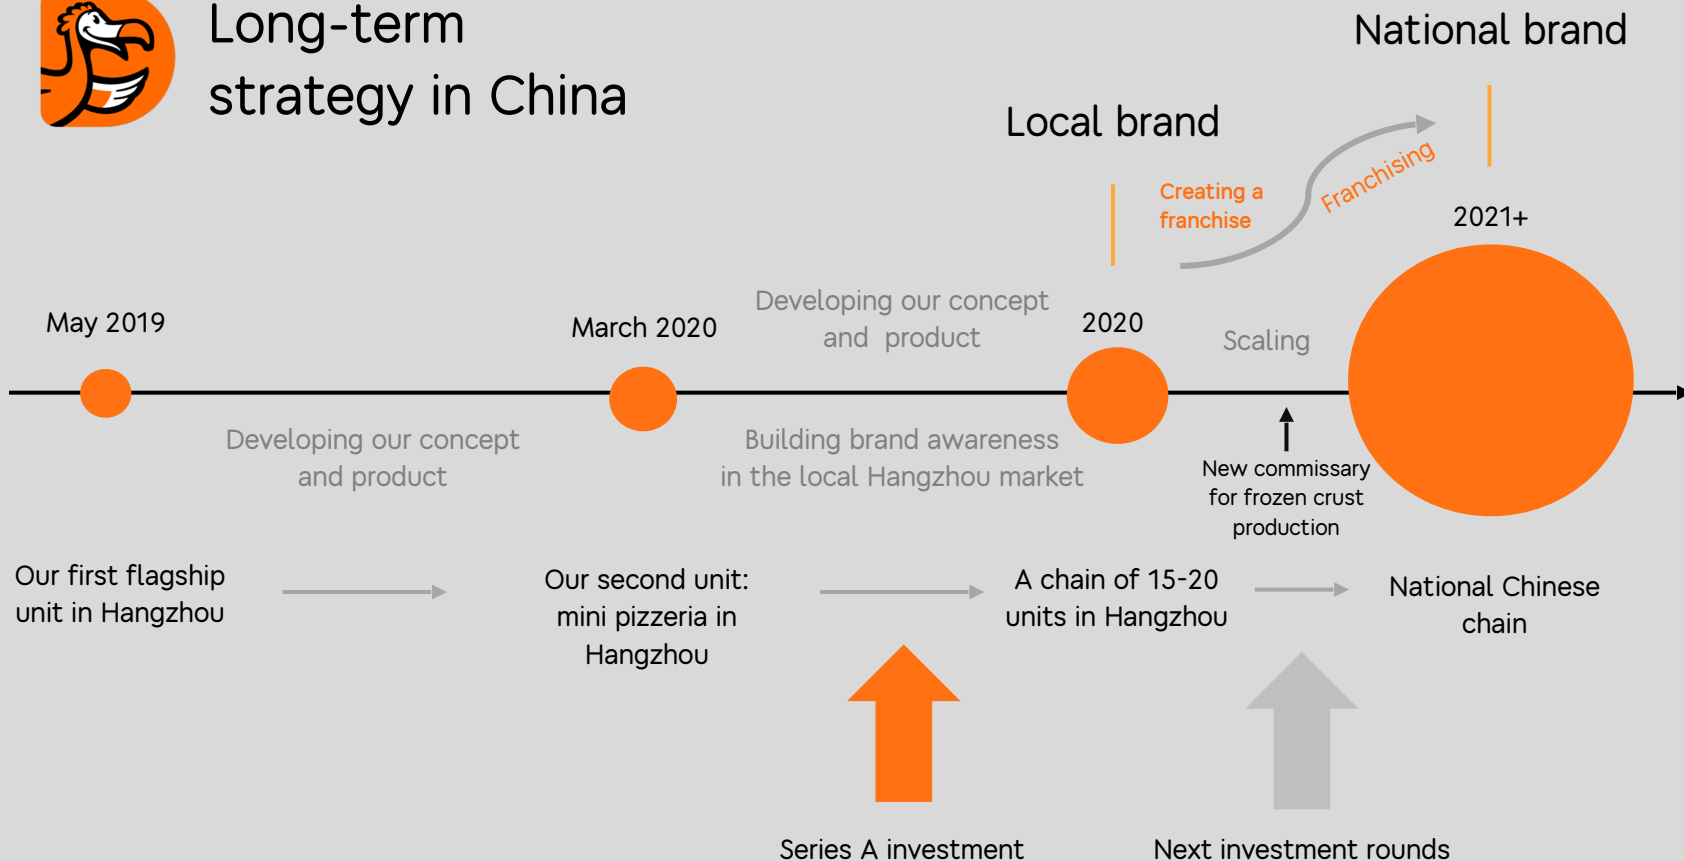 Long-term
strategy in China
National brand
Local brand
Creating a
franchise
Franchising
2021+
May 2019
March 2020
Developing our concept
and product
2020
Scaling
Developing our concept
and product
Building brand awareness
in the local Hangzhou market
New commissary
for frozen crust
production
Our first flagship
unit in Hangzhou
Our second unit:
mini pizzeria in
Hangzhou
A chain of 15-20
units in Hangzhou
National Chinese
chain
Series A investment
Next investment rounds